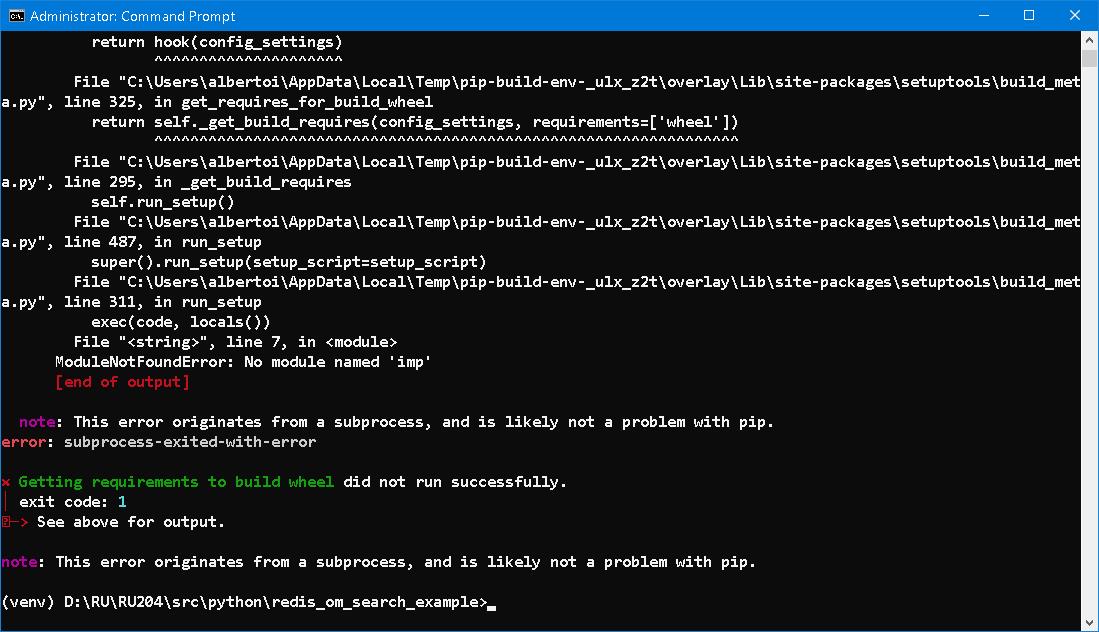 Administrator: Command Prompt
return hook(config_settings)
^^^^^^^^^^^^^^^^^^^^^
File "C:\Users\albertoi\AppData\Local\Temp\pip-build-env-_ulx_z2t\overlay\Lib\site-packages\setuptools\build_met
a.py", line 325, in get_requires_for_build_wheel
return self._get_build_requires(config_settings, requirements=['wheel'])
^^^^^^^^^^^^^^^^^^^^^^^^^^^^^^^^^^^^^^^^^^^^^^^^^^^^^^^^^^^^^^^^^
File "C:\Users\albertoi\AppData\Local\Temp\pip-build-env-_ulx_z2t\overlay\Lib\site-packages\setuptools\build_met
a.py", line 295, in _get_build_requires
self.run_setup()
File "C:\Users\albertoi\AppData\Local\Temp\pip-build-env-_ulx_z2t\overlay\Lib\site-packages\setuptools\build_met
a.py", line 487, in run_setup
super().run_setup(setup_script=setup_script)
File "C:\Users\albertoi\AppData\Local\Temp\pip-build-env-_ulx_z2t\overlay\Lib\site-packages\setuptools\build_met
a.py", line 311, in run_setup
exec(code, locals())
File "<string>", line 7, in <module>
ModuleNotFoundError: No module named 'imp'
[end of output]
note: This error originates from a subprocess, and is likely not a problem with pip.
error: subprocess-exited-with-error
× Getting requirements to build wheel did not run successfully.
│ exit code: 1
─> See above for output.
note: This error originates from a subprocess, and is likely not a problem with pip.
(venv) D:\RU\RU204\src\python\redis_om_search_example>_